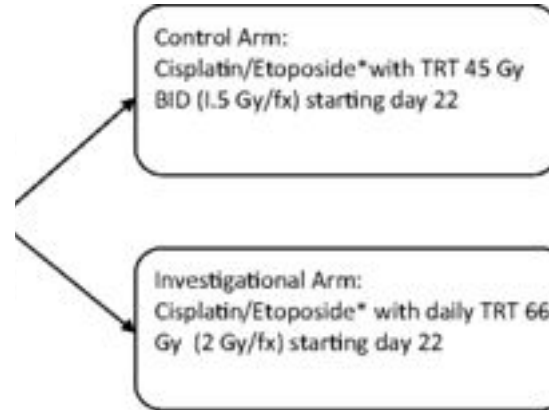 Control Arm:
Cisplatin/Etoposide*with TRT 45 Gy
BID (I.5 Gy/fx) starting day 22
Investigational Arm:
Cisplatin/Etoposide* with daily TRT 66
Gy (2 Gy/fx) starting day 22